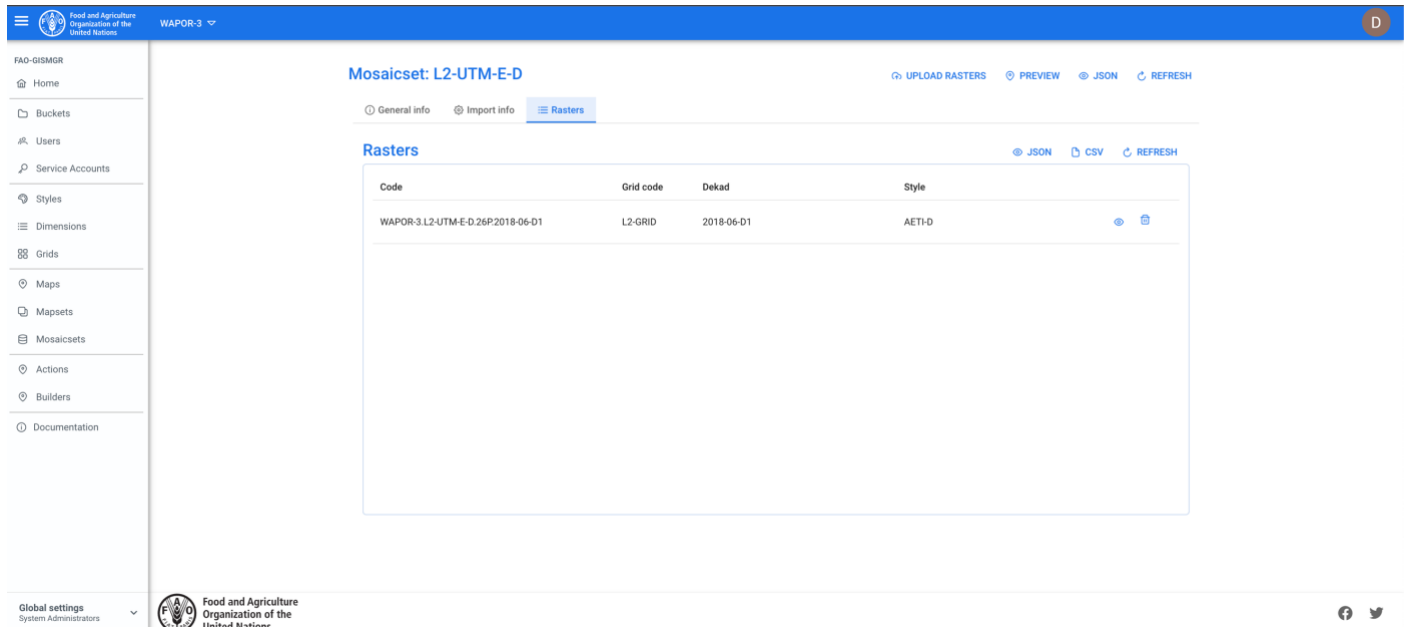 Food and Agriculture
Organization of the
United Nations
WAPOR-3
D
FAO-GISMGR
Home
Buckets
Users
Service Accounts
Styles
Dimensions
Grids
Maps
Mapsets
Mosaicsets
Actions
Builders
Documentation
Global settings
System Administrators
Mosaicset: L2-UTM-E-D
UPLOAD RASTERS PREVIEW JSON REFRESH
General info Import info Rasters
Rasters
JSON CSV REFRESH
Code Grid code Dekad Style
WAPOR-3.L2-UTM-E-D.26P.2018-06-D1 L2-GRID 2018-06-D1 AETI-D
Food and Agriculture
Organization of the
United Nations